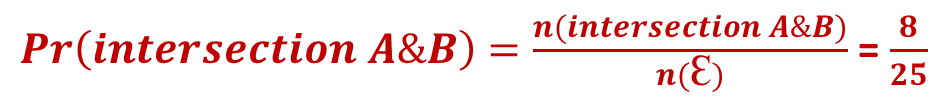 Pr(intersection A&B) = n(intersection A&B) / n(Ɛ) = 8 / 25